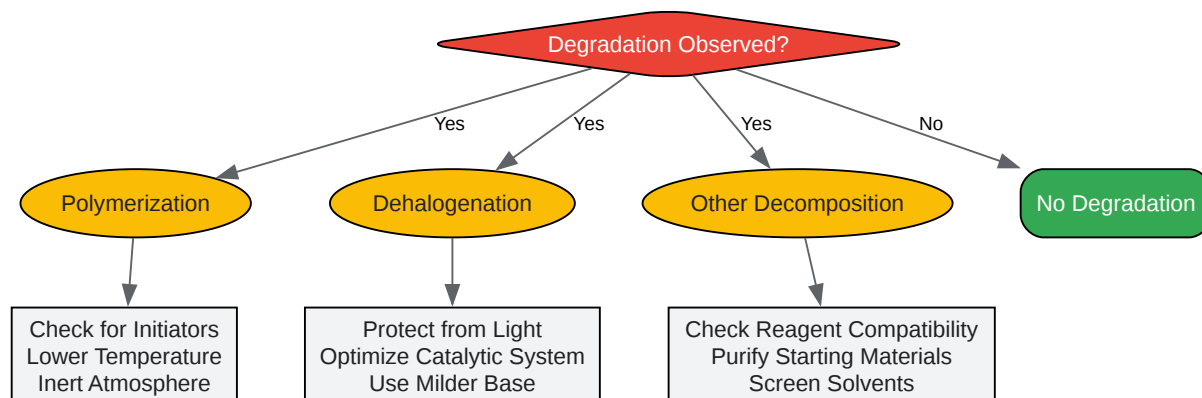 Degradation Observed?
Yes
Yes
Yes
No
Polymerization
Dehalogenation
Other Decomposition
No Degradation
Check for Initiators
Lower Temperature
Inert Atmosphere
Protect from Light
Optimize Catalytic System
Use Milder Base
Check Reagent Compatibility
Purify Starting Materials
Screen Solvents